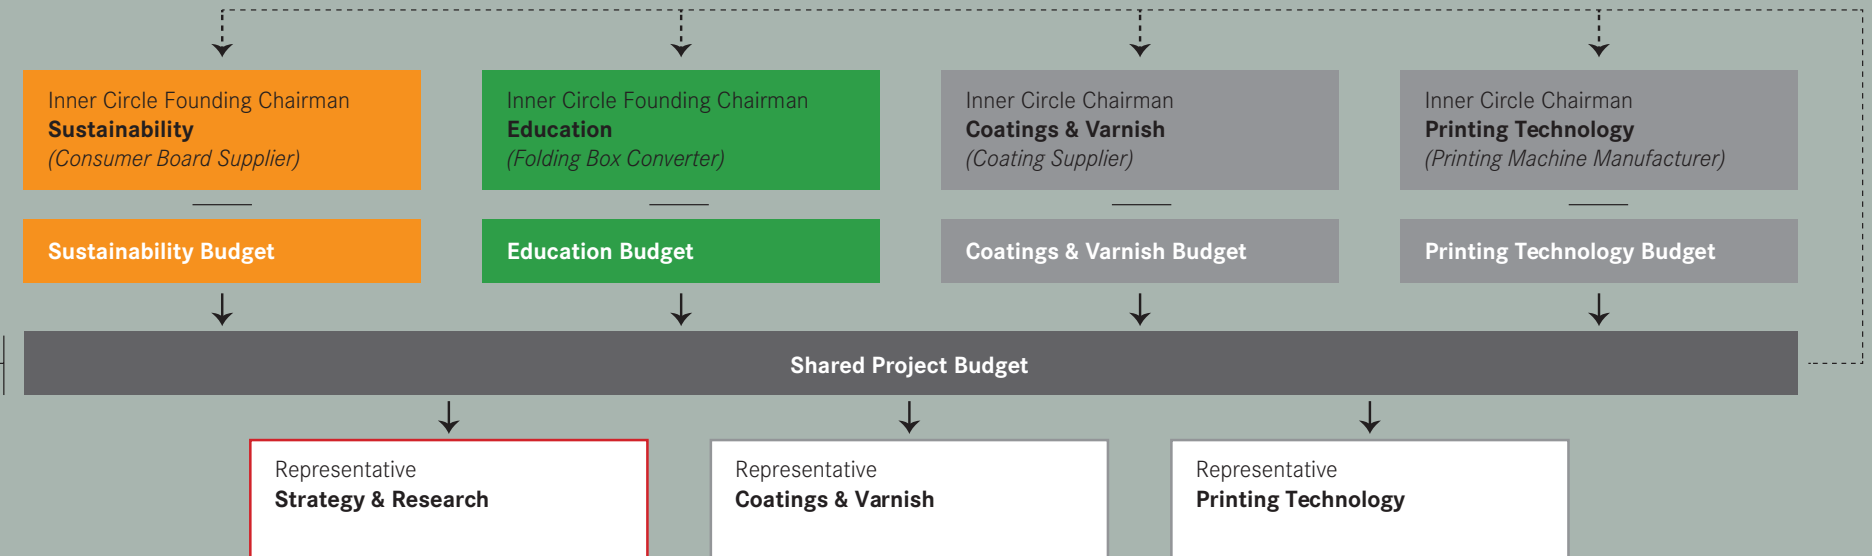 Inner Circle Founding Chairman
Sustainability
(Consumer Board Supplier)
Inner Circle Founding Chairman
Education
(Folding Box Converter)
Inner Circle Chairman
Coatings & Varnish
(Coating Supplier)
Inner Circle Chairman
Printing Technology
(Printing Machine Manufacturer)
Sustainability Budget
Education Budget
Coatings & Varnish Budget
Printing Technology Budget
Shared Project Budget
Representative
Strategy & Research
Representative
Coatings & Varnish
Representative
Printing Technology